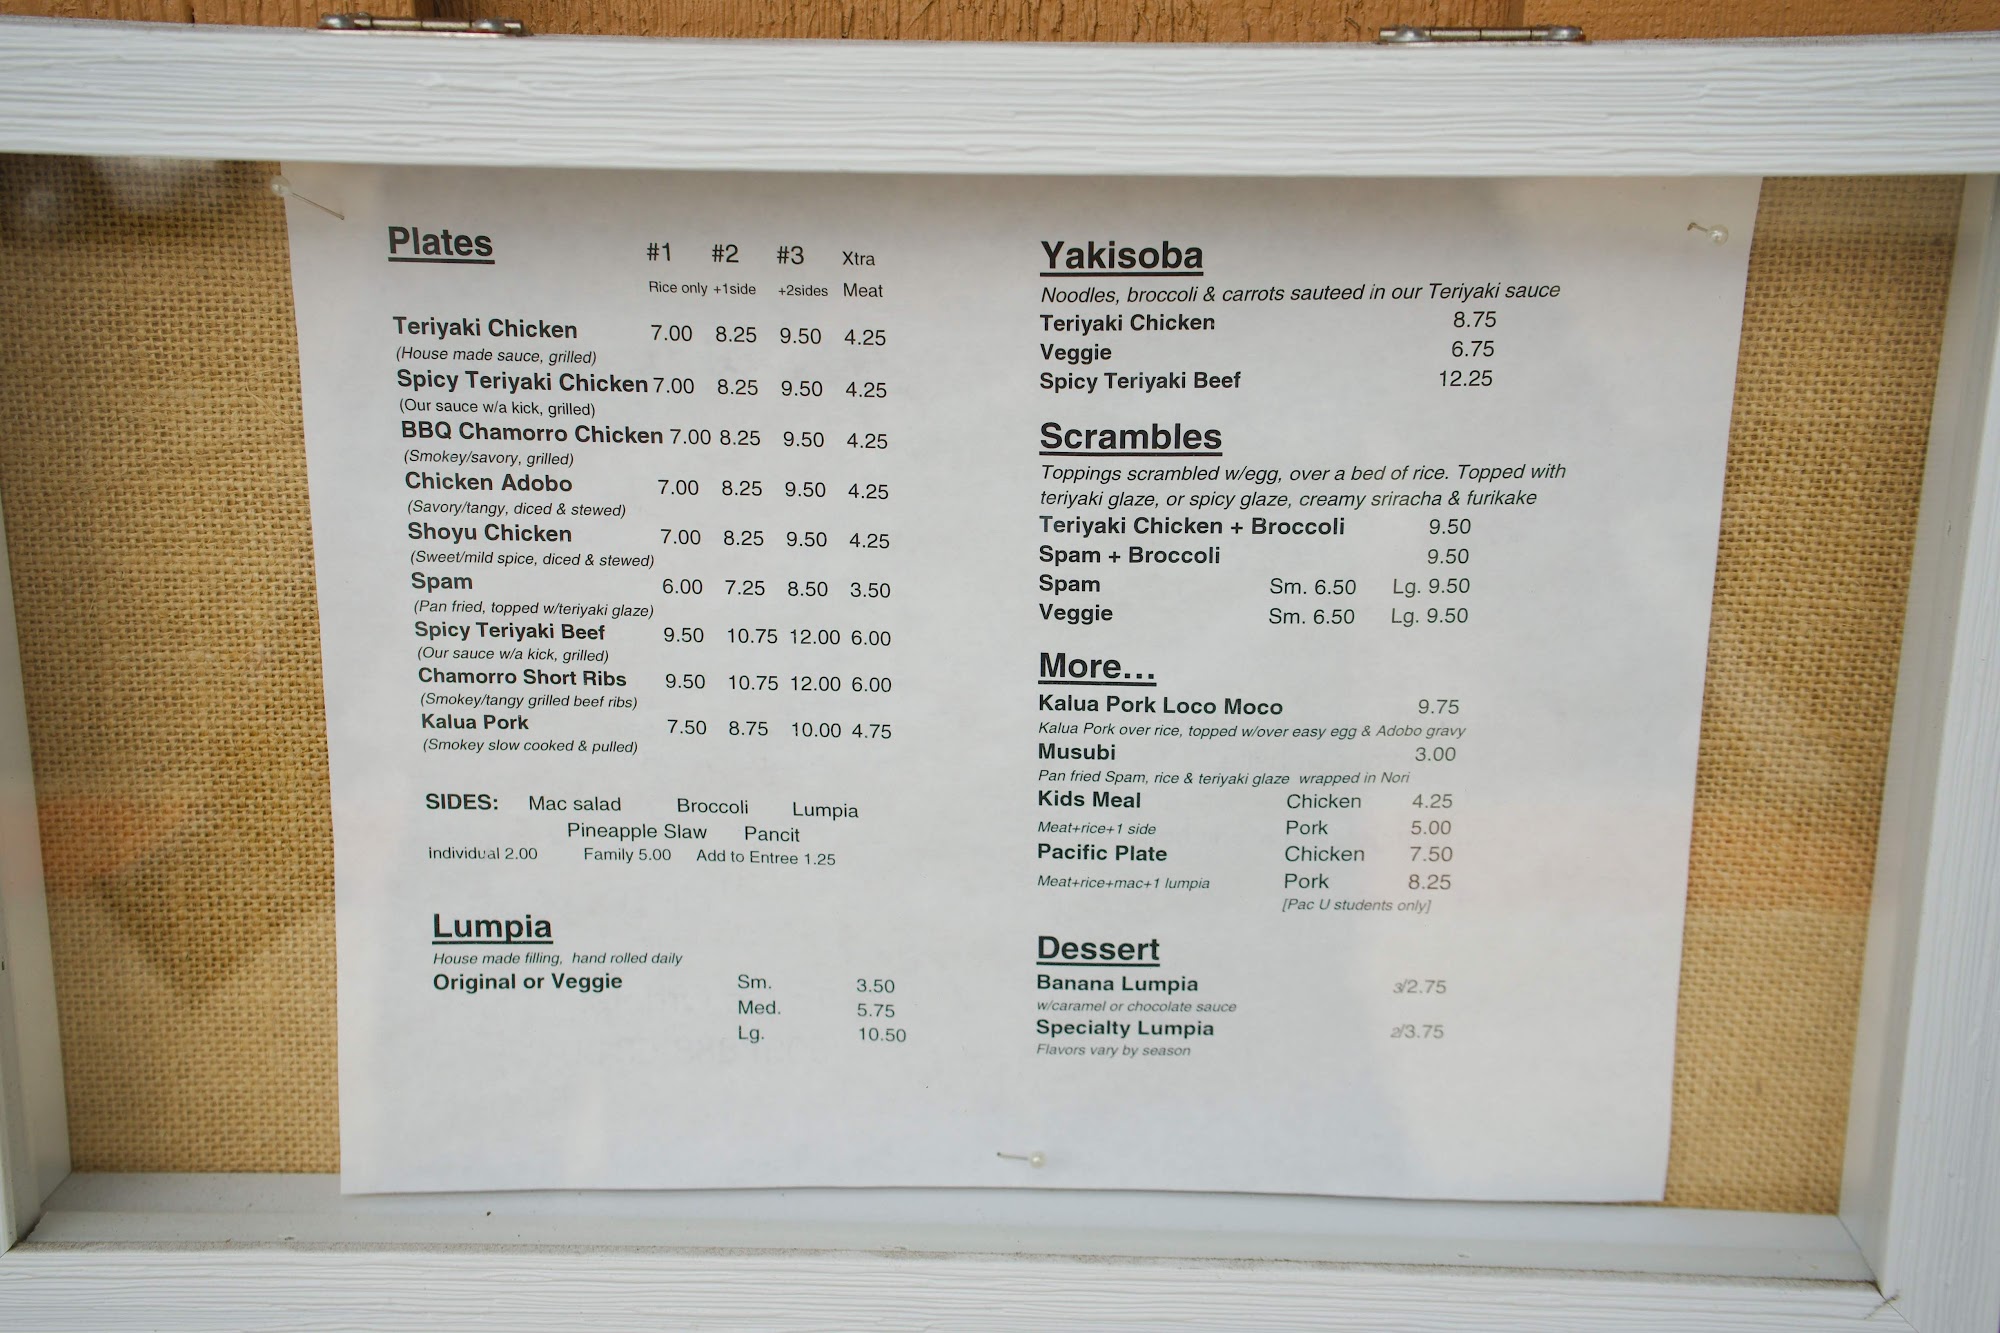 Plates #1 #2 #3 Xtra
Rice only +1side +2sides Meat
Teriyaki Chicken 7.00 8.25 9.50 4.25
(House made sauce, grilled)
Spicy Teriyaki Chicken 7.00 8.25 9.50 4.25
(Our sauce w/a kick, grilled)
BBQ Chamorro Chicken 7.00 8.25 9.50 4.25
(Smokey/savory, grilled)
Chicken Adobo 7.00 8.25 9.50 4.25
(Savory/tangy, diced & stewed)
Shoyu Chicken 7.00 8.25 9.50 4.25
(Sweet/mild spice, diced & stewed)
Spam 6.00 7.25 8.50 3.50
(Pan fried, topped w/teriyaki glaze)
Spicy Teriyaki Beef 9.50 10.75 12.00 6.00
(Our sauce w/a kick, grilled)
Chamorro Short Ribs 9.50 10.75 12.00 6.00
(Smokey/tangy grilled beef ribs)
Kalua Pork 7.50 8.75 10.00 4.75
(Smokey slow cooked & pulled)
SIDES: Mac salad Broccoli Lumpia
Pineapple Slaw Pancit
individual 2.00 Family 5.00 Add to Entree 1.25
Lumpia
House made filling, hand rolled daily
Original or Veggie Sm. 3.50
Med. 5.75
Lg. 10.50
Yakisoba
Noodles, broccoli & carrots sauteed in our Teriyaki sauce
Teriyaki Chicken 8.75
Veggie 6.75
Spicy Teriyaki Beef 12.25
Scrambles
Toppings scrambled w/egg, over a bed of rice. Topped with
teriyaki glaze, or spicy glaze, creamy sriracha & furikake
Teriyaki Chicken + Broccoli 9.50
Spam + Broccoli 9.50
Spam Sm. 6.50 Lg. 9.50
Veggie Sm. 6.50 Lg. 9.50
More...
Kalua Pork Loco Moco 9.75
Kalua Pork over rice, topped w/over easy egg & Adobo gravy
Musubi 3.00
Pan fried Spam, rice & teriyaki glaze wrapped in Nori
Kids Meal Chicken 4.25
Meat+rice+1 side Pork 5.00
Pacific Plate Chicken 7.50
Meat+rice+mac+1 lumpia Pork 8.25
[Pac U students only]
Dessert
Banana Lumpia 3/2.75
w/caramel or chocolate sauce
Specialty Lumpia 2/3.75
Flavors vary by season